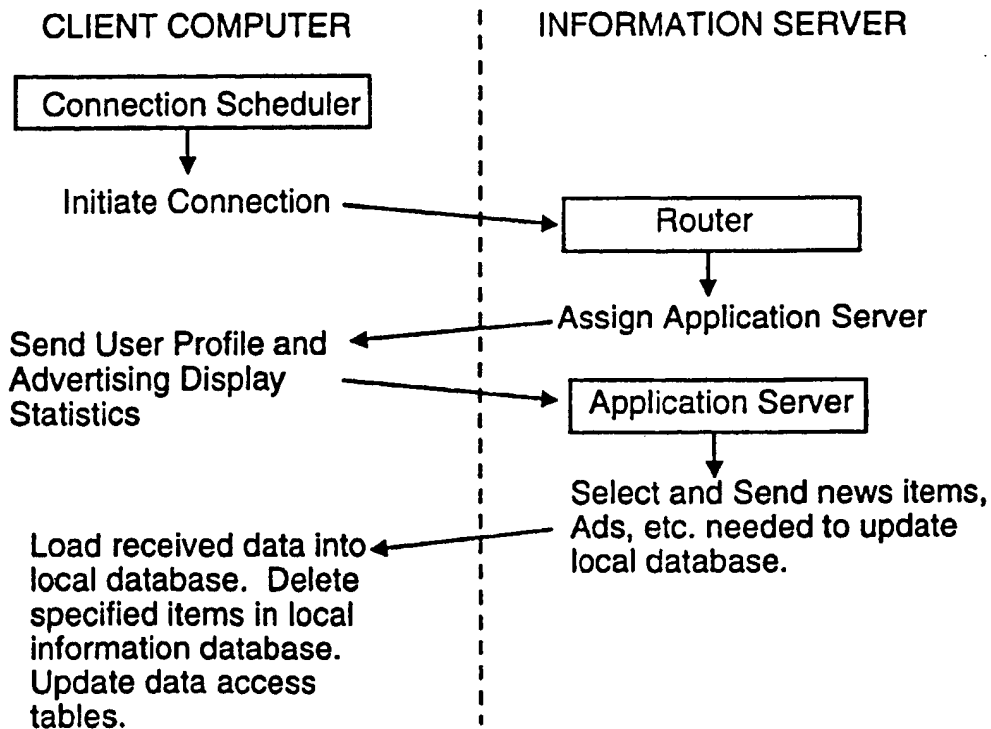 CLIENT COMPUTER
INFORMATION SERVER
Connection Scheduler
Initiate Connection
Router
Assign Application Server
Send User Profile and
Advertising Display
Statistics
Application Server
Select and Send news items,
Ads, etc. needed to update
local database.
Load received data into
local database.  Delete
specified items in local
information database.
Update data access
tables.